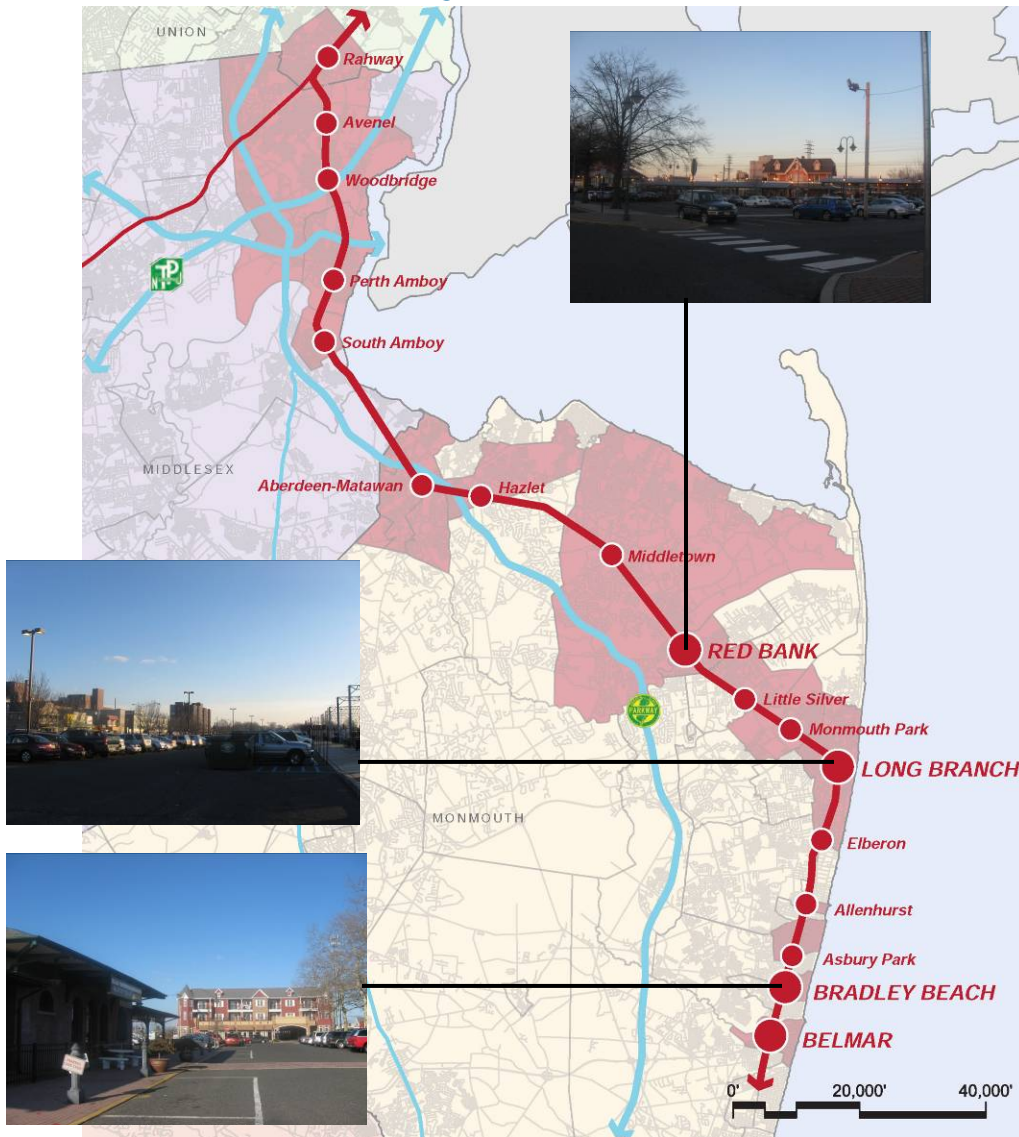 UNION
Rahway
Avenel
Woodbridge
Perth Amboy
South Amboy
MIDDLESEX
Aberdeen-Matawan
Hazlet
Middletown
RED BANK
Little Silver
PARKWAY
Monmouth Park
LONG BRANCH
MONMOUTH
Elberon
Allenhurst
Asbury Park
BRADLEY BEACH
BELMAR
0' 20,000' 40,000'